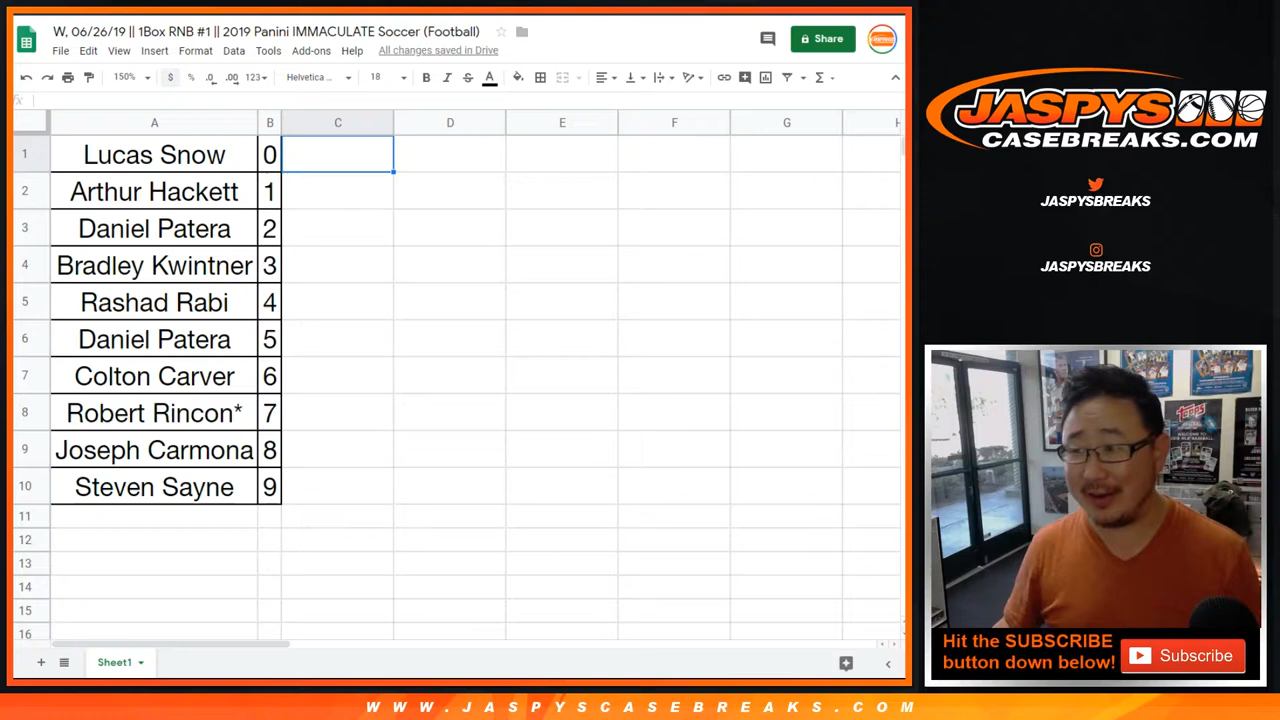 W, 06/26/19 || 1Box RNB #1 || 2019 Panini IMMACULATE Soccer (Football)
File Edit View Insert Format Data Tools Add-ons Help All changes saved in Drive
Share
150% $ % .0 .00 123 Helvetica ... 18 B I S A
fx
A B C D E F G H
1 Lucas Snow 0
2 Arthur Hackett 1
3 Daniel Patera 2
4 Bradley Kwintner 3
5 Rashad Rabi 4
6 Daniel Patera 5
7 Colton Carver 6
8 Robert Rincon* 7
9 Joseph Carmona 8
10 Steven Sayne 9
11
12
13
14
15
16
Sheet1
JASPYS
CASEBREAKS.COM
JASPYSBREAKS
JASPYSBREAKS
TOPPS
Hit the SUBSCRIBE
button down below!
Subscribe
WWW.JASPYSCASEBREAKS.COM